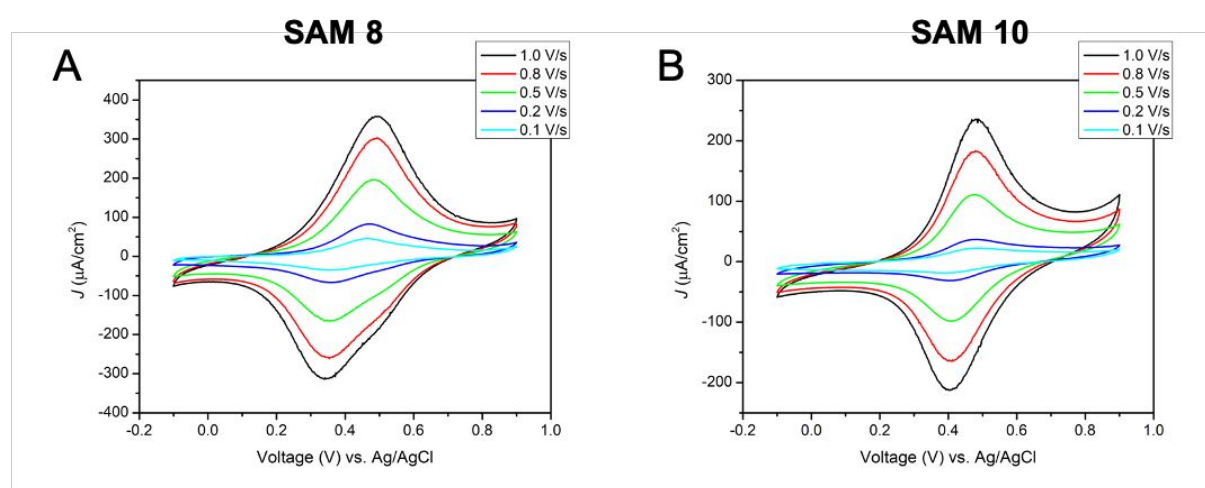 SAM 8
A
1.0 V/s
0.8 V/s
0.5 V/s
0.2 V/s
0.1 V/s
400
300
200
100
0
-100
-200
-300
-400
J (µA/cm²)
-0.2 0.0 0.2 0.4 0.6 0.8 1.0
Voltage (V) vs. Ag/AgCl
SAM 10
B
1.0 V/s
0.8 V/s
0.5 V/s
0.2 V/s
0.1 V/s
300
200
100
0
-100
-200
J (µA/cm²)
-0.2 0.0 0.2 0.4 0.6 0.8 1.0
Voltage (V) vs. Ag/AgCl